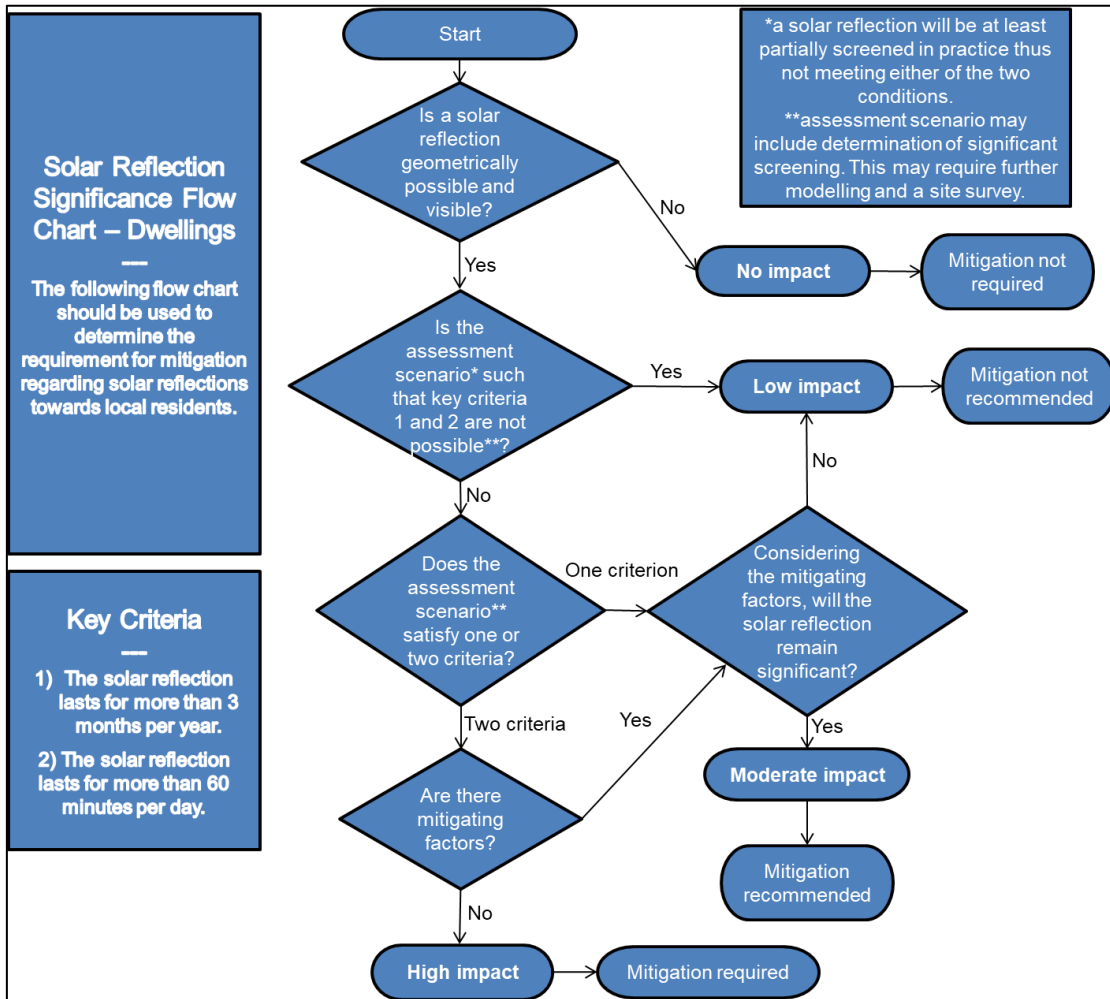 Solar Reflection
Significance Flow
Chart – Dwellings
---
The following flow chart
should be used to
determine the
requirement for mitigation
regarding solar reflections
towards local residents.
Key Criteria
---
1) The solar reflection
lasts for more than 3
months per year.
2) The solar reflection
lasts for more than 60
minutes per day.
*a solar reflection will be at least
partially screened in practice thus
not meeting either of the two
conditions.
**assessment scenario may
include determination of significant
screening. This may require further
modelling and a site survey.
Start
Is a solar
reflection
geometrically
possible and
visible?
No
No impact
Mitigation not
required
Yes
Is the
assessment
scenario* such
that key criteria
1 and 2 are not
possible**?
Yes
Low impact
Mitigation not
recommended
No
Does the
assessment
scenario**
satisfy one or
two criteria?
One criterion
Considering
the mitigating
factors, will the
solar reflection
remain
significant?
No
Yes
Moderate impact
Mitigation
recommended
Two criteria
Are there
mitigating
factors?
Yes
No
High impact
Mitigation required